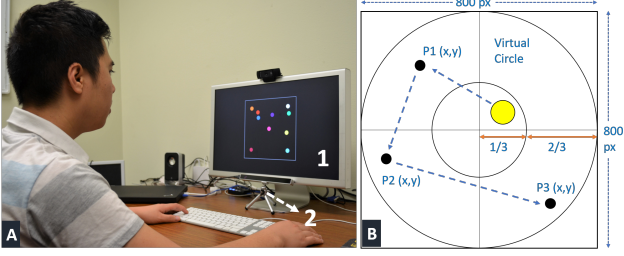 1
2
A
800 px
Virtual
Circle
P1 (x,y)
800
px
1/3
2/3
P2 (x,y)
P3 (x,y)
B